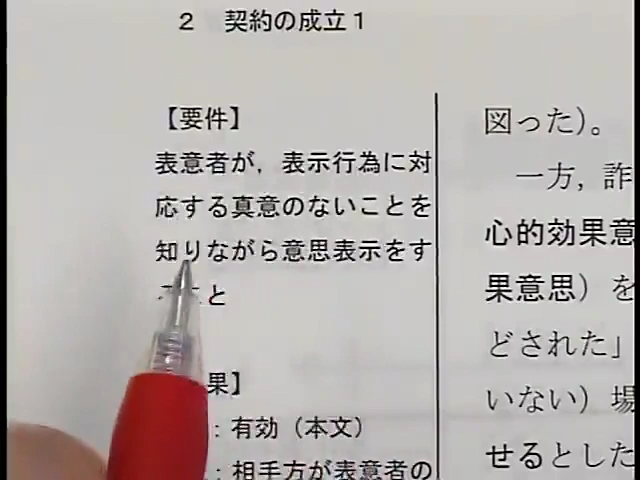 2 契約の成立1
【要件】
表意者が，表示行為に対
応する真意のないことを
知りながら意思表示をす
こと
果】
：有効（本文）
：相手方が表意者の
図った）。
一方，詐
心的効果意
果意思）を
どされた」
いない）場
せるとした